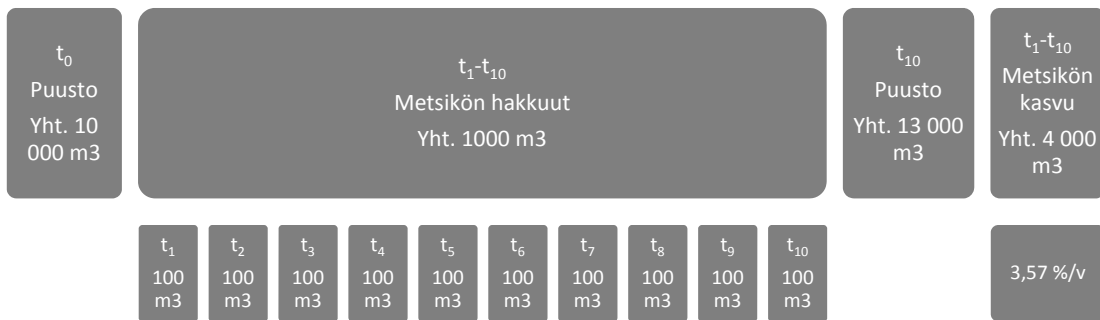 t₀
Puusto
Yht. 10
000 m3
t₁-t₁₀
Metsikön hakkuut
Yht. 1000 m3
t₁₀
Puusto
Yht. 13 000
m3
t₁-t₁₀
Metsikön
kasvu
Yht. 4 000
m3
t₁
100
m3
t₂
100
m3
t₃
100
m3
t₄
100
m3
t₅
100
m3
t₆
100
m3
t₇
100
m3
t₈
100
m3
t₉
100
m3
t₁₀
100
m3
3,57 %/v